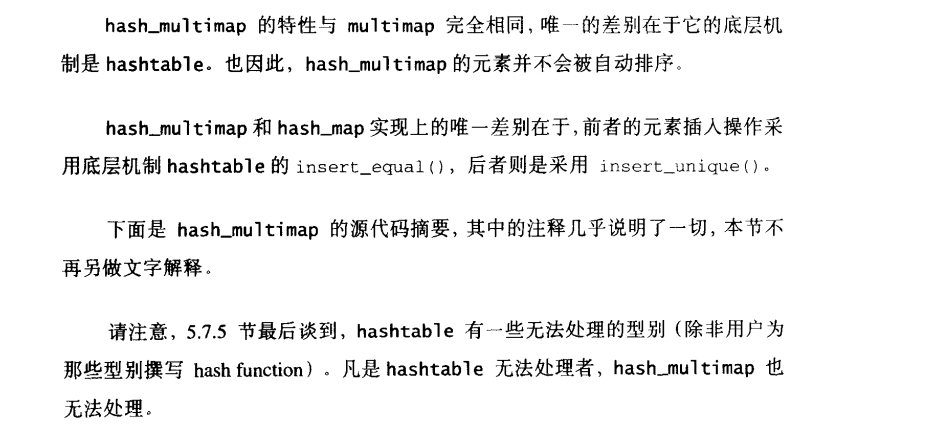 hash_multimap 的特性与 multimap 完全相同，唯一的差别在于它的底层机
制是 hashtable。也因此，hash_multimap 的元素并不会被自动排序。
hash_multimap 和 hash_map 实现上的唯一差别在于，前者的元素插入操作采
用底层机制 hashtable 的 insert_equal()，后者则是采用 insert_unique()。
下面是 hash_multimap 的源代码摘要，其中的注释几乎说明了一切，本节不
再另做文字解释。
请注意，5.7.5 节最后谈到，hashtable 有一些无法处理的型别（除非用户为
那些型别撰写 hash function）。凡是 hashtable 无法处理者，hash_multimap 也
无法处理。